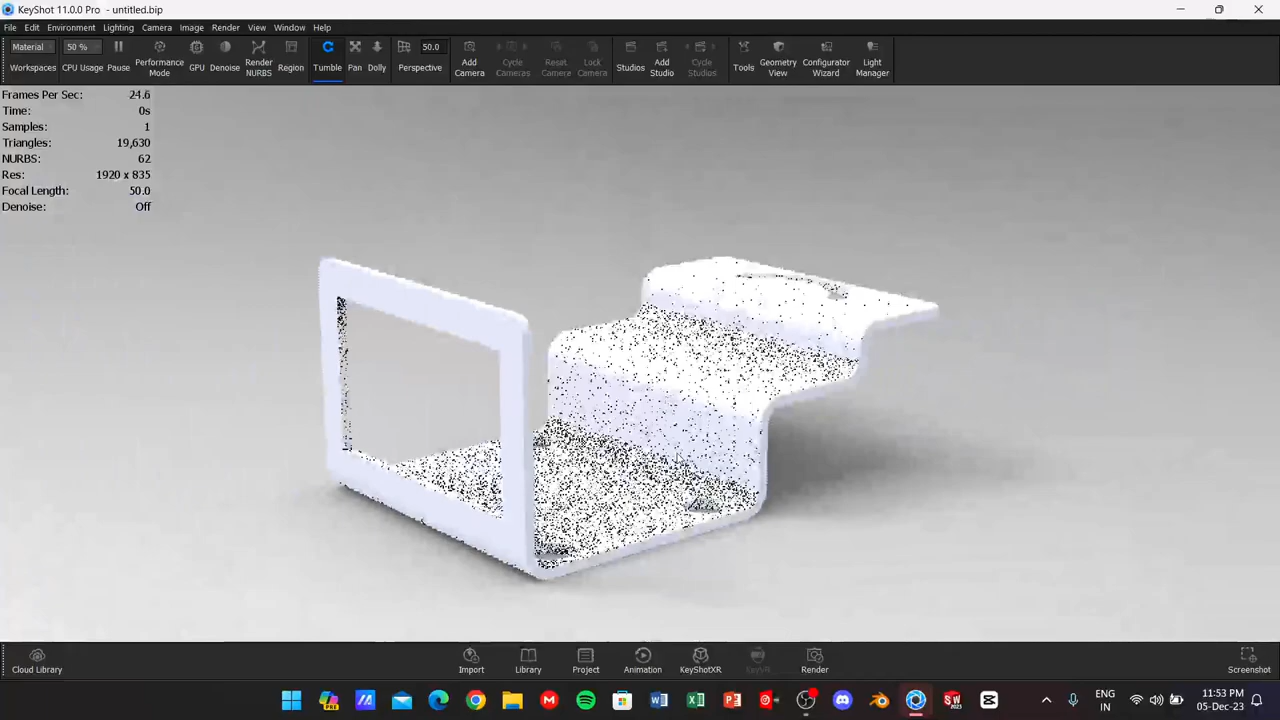 KeyShot 11.0.0 Pro - untitled.bip
File Edit Environment Lighting Camera Image Render View Window Help
Material 50 % 50.0
Workspaces CPU Usage Pause Performance Mode GPU Denoise Render NURBS Region Tumble Pan Dolly Perspective Add Camera Cycle Cameras Reset Camera Lock Camera Studios Add Studio Cycle Studios Tools Geometry View Configurator Wizard Light Manager
Frames Per Sec: 24.6
Time: 0s
Samples: 1
Triangles: 19,630
NURBS: 62
Res: 1920 x 835
Focal Length: 50.0
Denoise: Off
Cloud Library Import Library Project Animation KeyShotXR KeyVR Render Screenshot
ENG 11:53 PM
IN 05-Dec-23